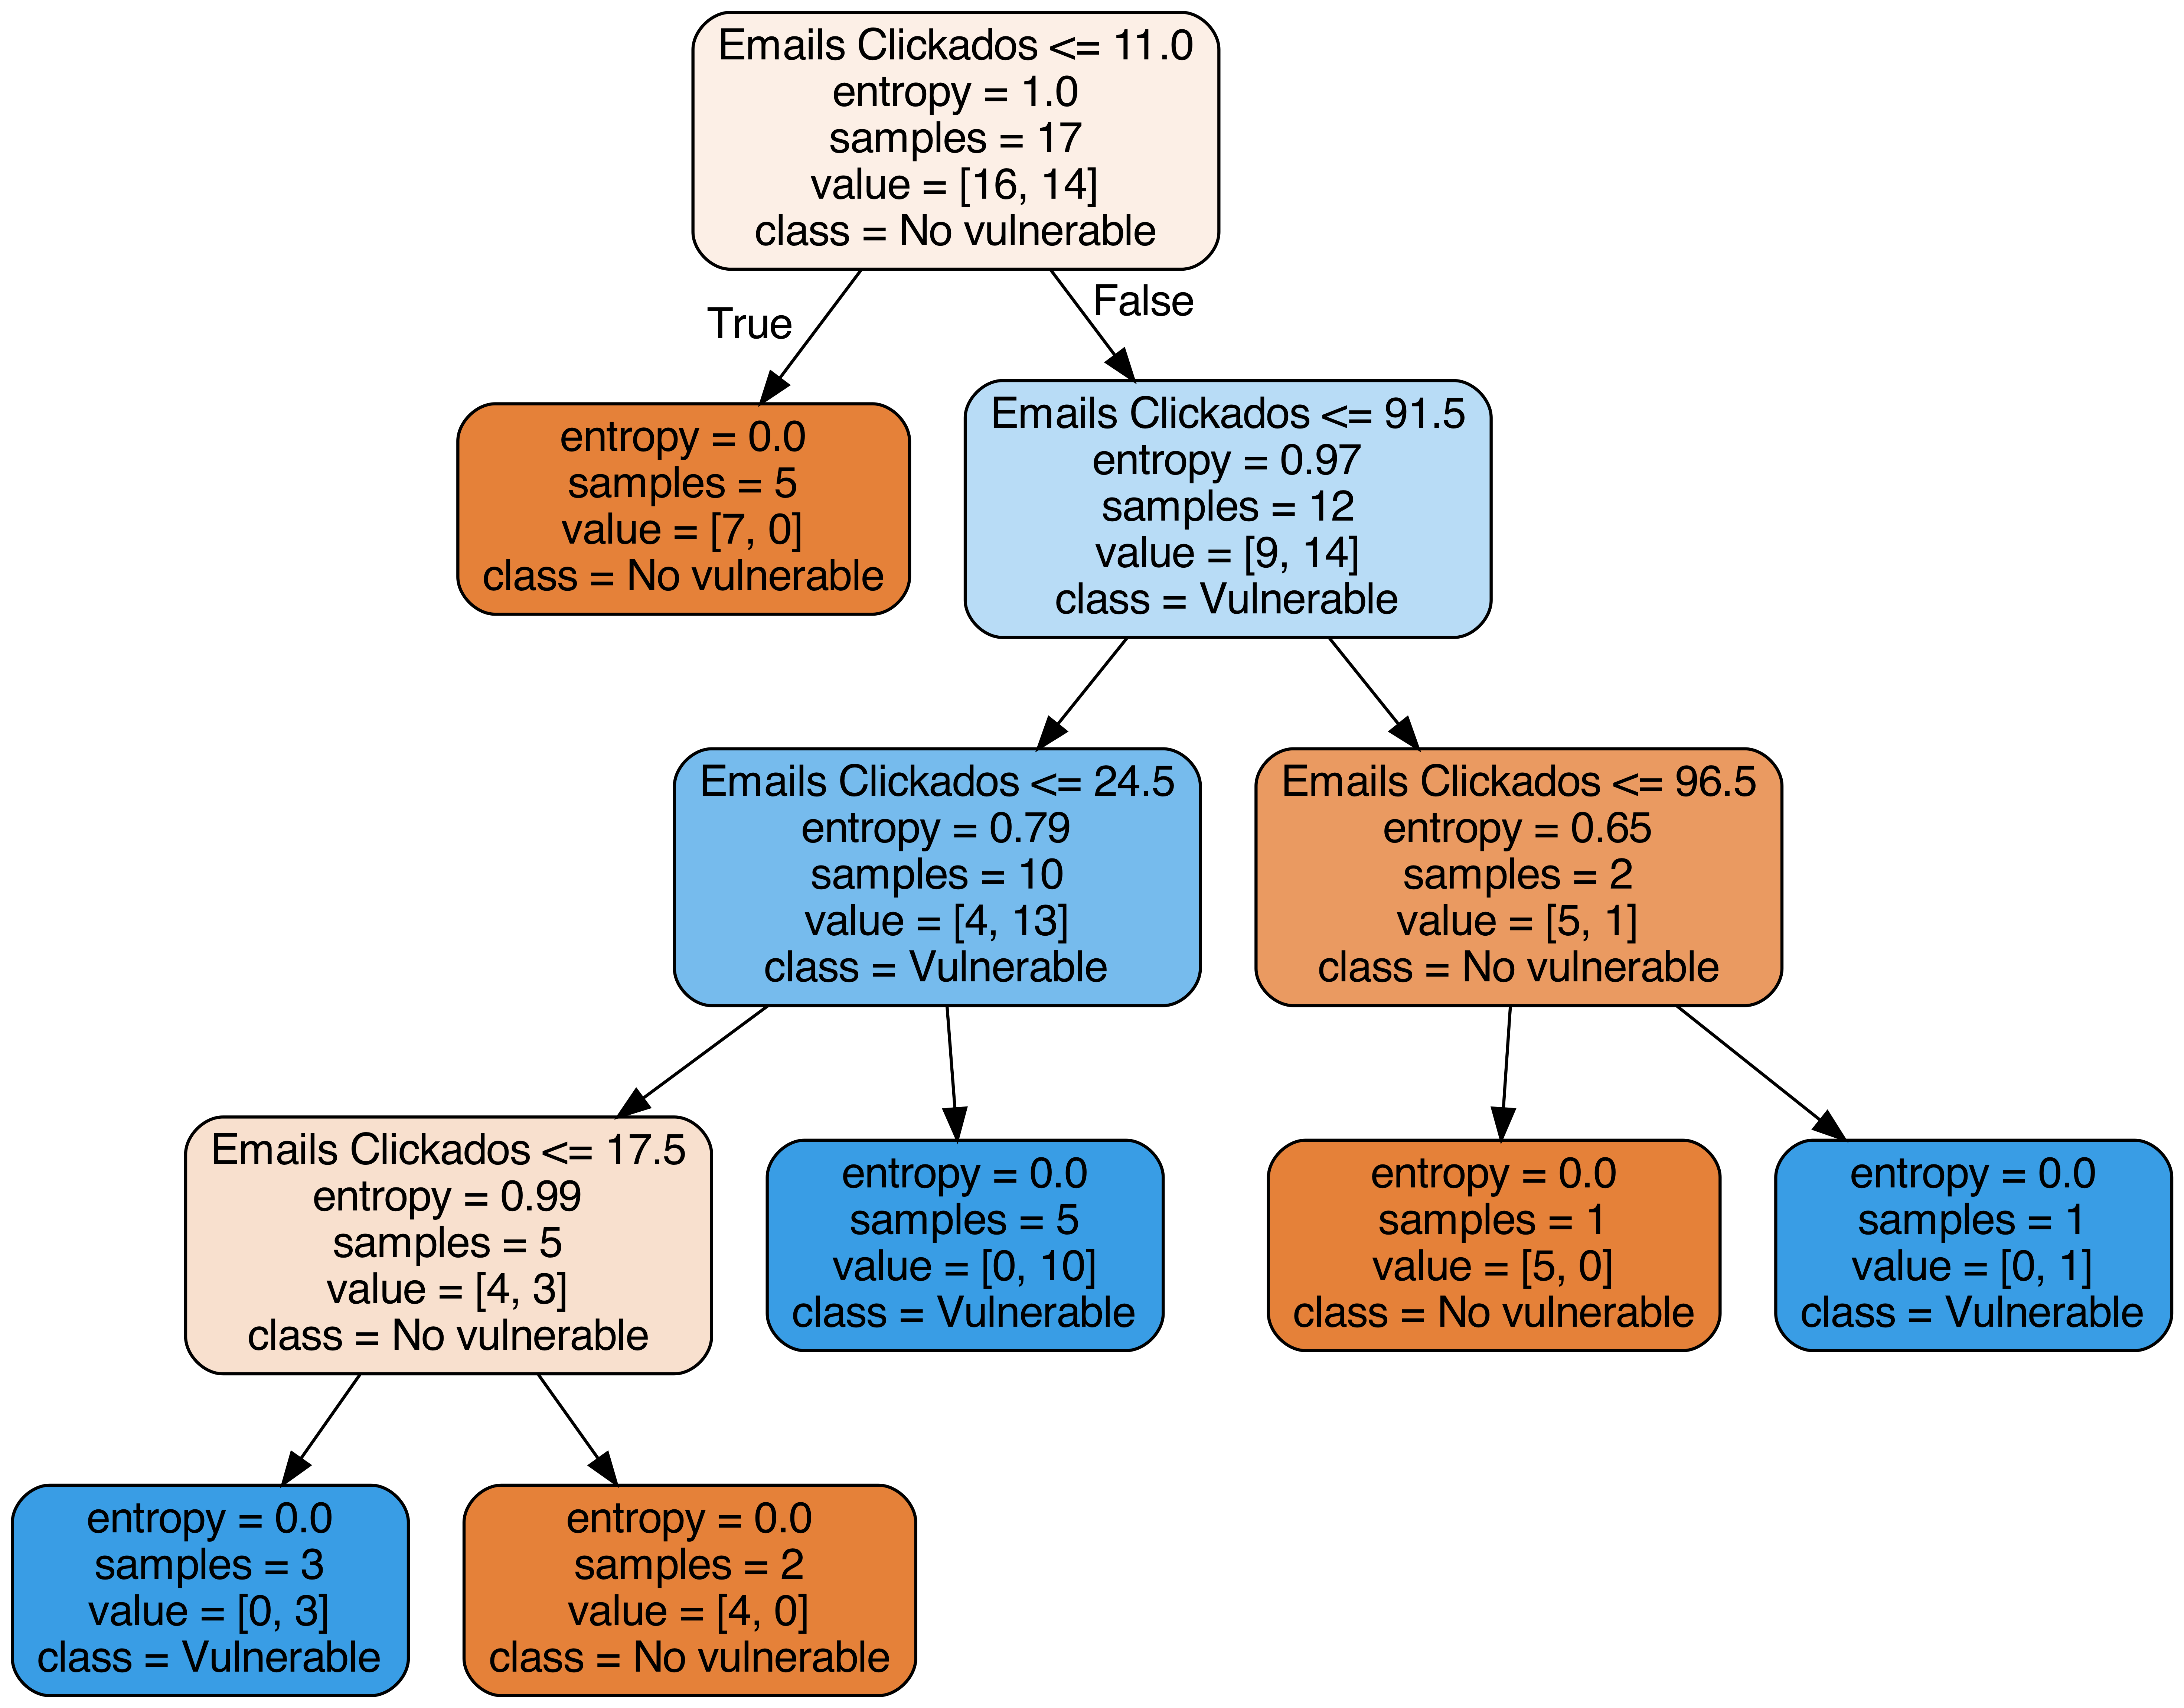 Emails Clickados <= 11.0
entropy = 1.0
samples = 17
value = [16, 14]
class = No vulnerable
True
False
entropy = 0.0
samples = 5
value = [7, 0]
class = No vulnerable
Emails Clickados <= 91.5
entropy = 0.97
samples = 12
value = [9, 14]
class = Vulnerable
Emails Clickados <= 24.5
entropy = 0.79
samples = 10
value = [4, 13]
class = Vulnerable
Emails Clickados <= 96.5
entropy = 0.65
samples = 2
value = [5, 1]
class = No vulnerable
Emails Clickados <= 17.5
entropy = 0.99
samples = 5
value = [4, 3]
class = No vulnerable
entropy = 0.0
samples = 5
value = [0, 10]
class = Vulnerable
entropy = 0.0
samples = 1
value = [5, 0]
class = No vulnerable
entropy = 0.0
samples = 1
value = [0, 1]
class = Vulnerable
entropy = 0.0
samples = 3
value = [0, 3]
class = Vulnerable
entropy = 0.0
samples = 2
value = [4, 0]
class = No vulnerable